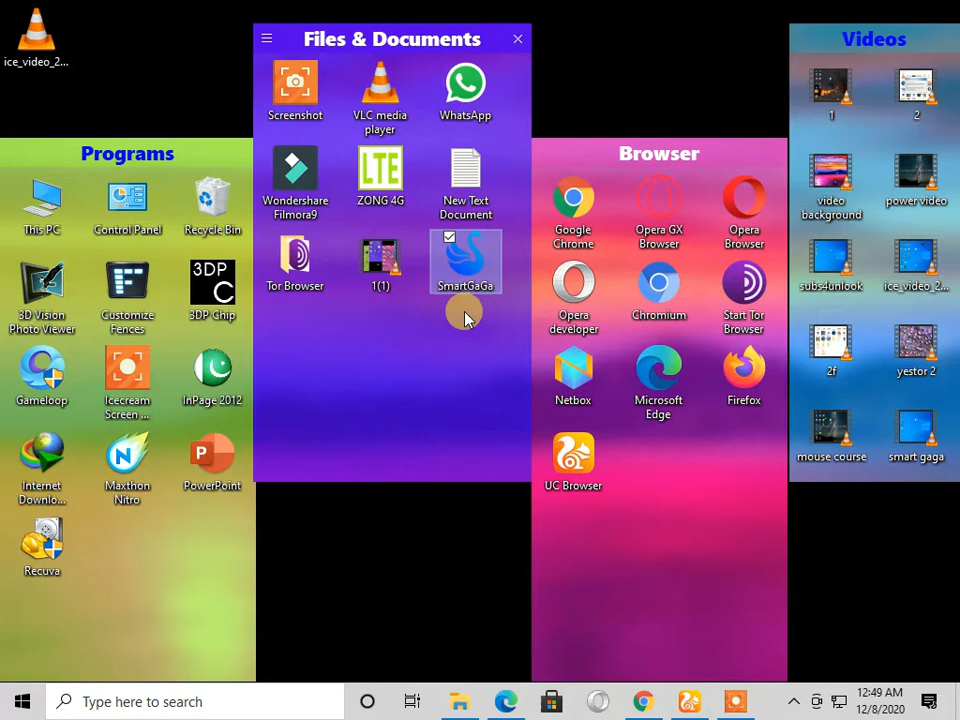 ice_video_2...
Programs
This PC
Control Panel
Recycle Bin
3D Vision
Photo Viewer
Customize
Fences
3DP
C
3DP Chip
Gameloop
Icecream
Screen ...
InPage 2012
Internet
Downlo...
Maxthon
Nitro
P
PowerPoint
Recuva
Files & Documents
Screenshot
VLC media
player
WhatsApp
Wondershare
Filmora9
LTE
ZONG 4G
New Text
Document
Tor Browser
1(1)
SmartGaGa
Browser
Google
Chrome
Opera GX
Browser
Opera
Browser
Opera
developer
Chromium
Start Tor
Browser
Netbox
Microsoft
Edge
Firefox
UC Browser
Videos
1
2
video
background
power video
subs4unlook
ice_video_2...
2f
yestor 2
mouse course
smart gaga
Type here to search
12:49 AM
12/8/2020